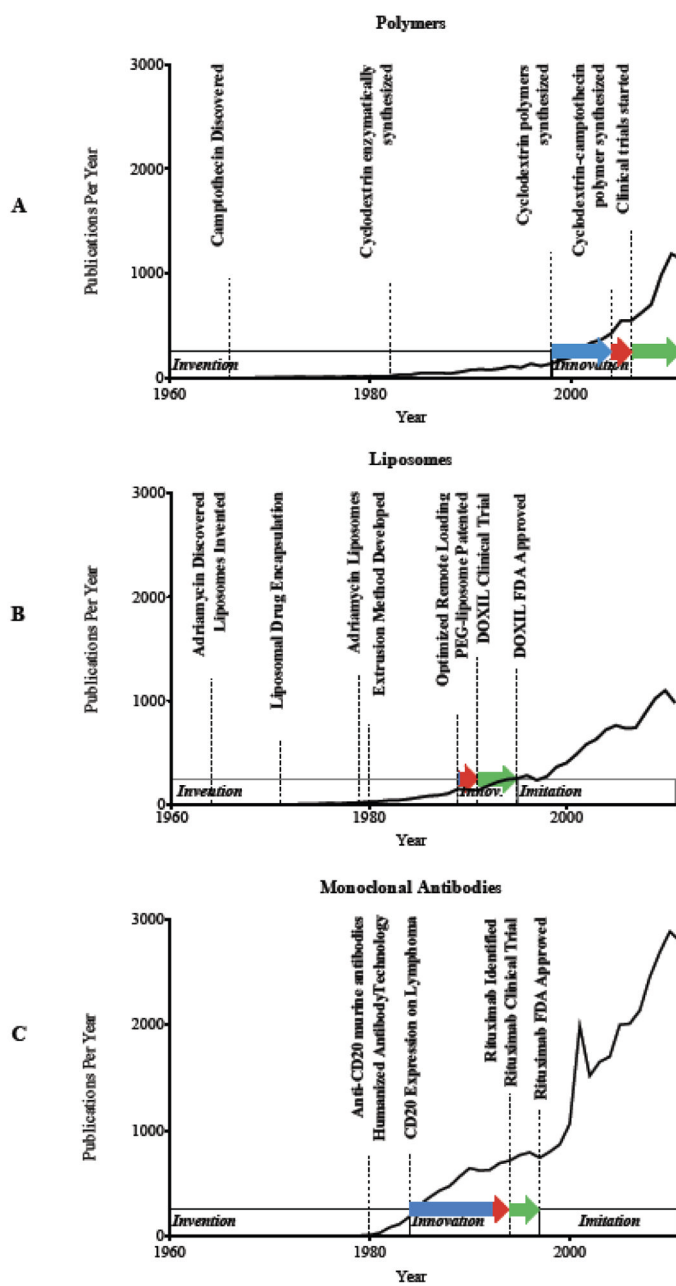 Polymers
A
Publications Per Year
3000
2000
1000
0
Camptothecin Discovered
Cyclodextrin enzymatically
synthesized
Cyclodextrin polymers
synthesized
Cyclodextrin-camptothecin
polymer synthesized
Clinical trials started
Invention
Innovation
1960
1980
2000
Year
Liposomes
B
Publications Per Year
3000
2000
1000
0
Adriamycin Discovered
Liposomes Invented
Liposomal Drug Encapsulation
Adriamycin Liposomes
Extrusion Method Developed
Optimized Remote Loading
PEG-liposome Patented
DOXIL Clinical Trial
DOXIL FDA Approved
Invention
Innov.
Imitation
1960
1980
2000
Year
Monoclonal Antibodies
C
Publications Per Year
3000
2000
1000
0
Anti-CD20 murine antibodies
Humanized AntibodyTechnology
CD20 Expression on Lymphoma
Rituximab Identified
Rituximab Clinical Trial
Rituximab FDA Approved
Invention
Innovation
Imitation
1960
1980
2000
Year